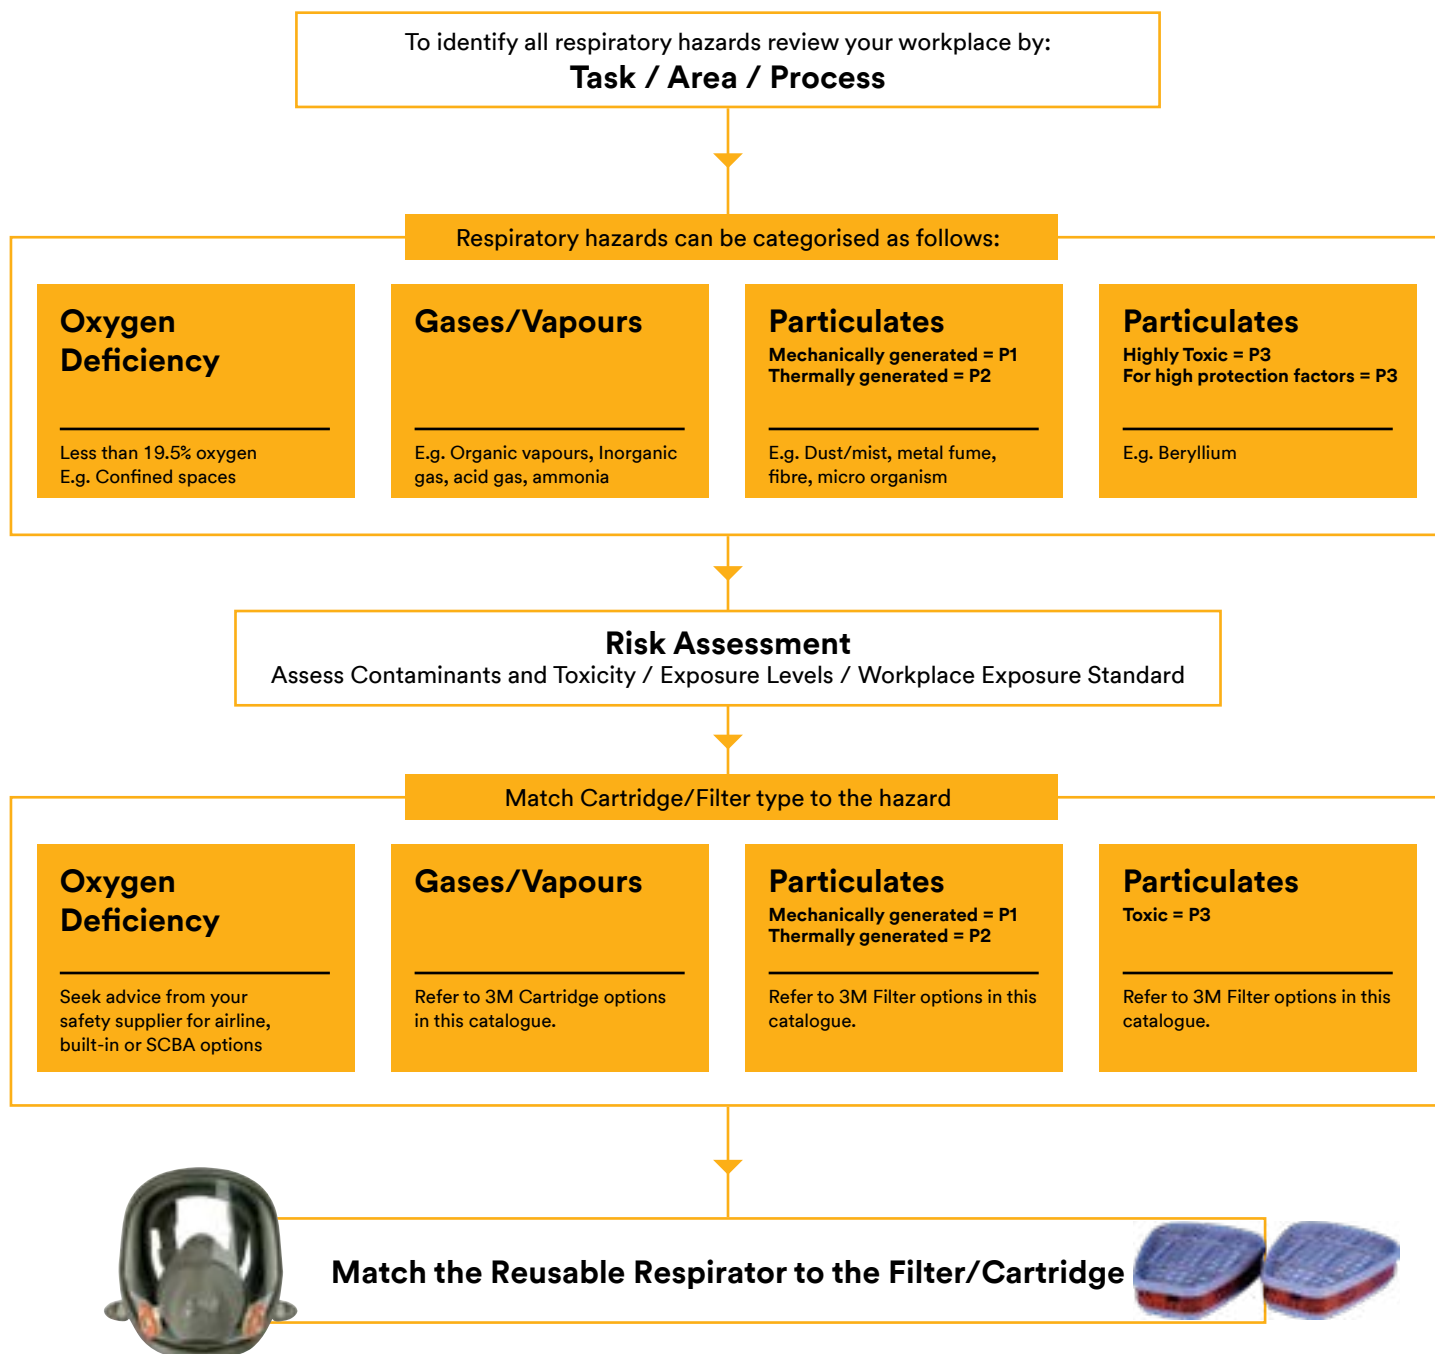 To identify all respiratory hazards review your workplace by:
Task / Area / Process
Respiratory hazards can be categorised as follows:
Oxygen
Deficiency
Less than 19.5% oxygen
E.g. Confined spaces
Gases/Vapours
E.g. Organic vapours, Inorganic
gas, acid gas, ammonia
Particulates
Mechanically generated = P1
Thermally generated = P2
E.g. Dust/mist, metal fume,
fibre, micro organism
Particulates
Highly Toxic = P3
For high protection factors = P3
E.g. Beryllium
Risk Assessment
Assess Contaminants and Toxicity / Exposure Levels / Workplace Exposure Standard
Match Cartridge/Filter type to the hazard
Oxygen
Deficiency
Seek advice from your
safety supplier for airline,
built-in or SCBA options
Gases/Vapours
Refer to 3M Cartridge options
in this catalogue.
Particulates
Mechanically generated = P1
Thermally generated = P2
Refer to 3M Filter options in this
catalogue.
Particulates
Toxic = P3
Refer to 3M Filter options in this
catalogue.
Match the Reusable Respirator to the Filter/Cartridge